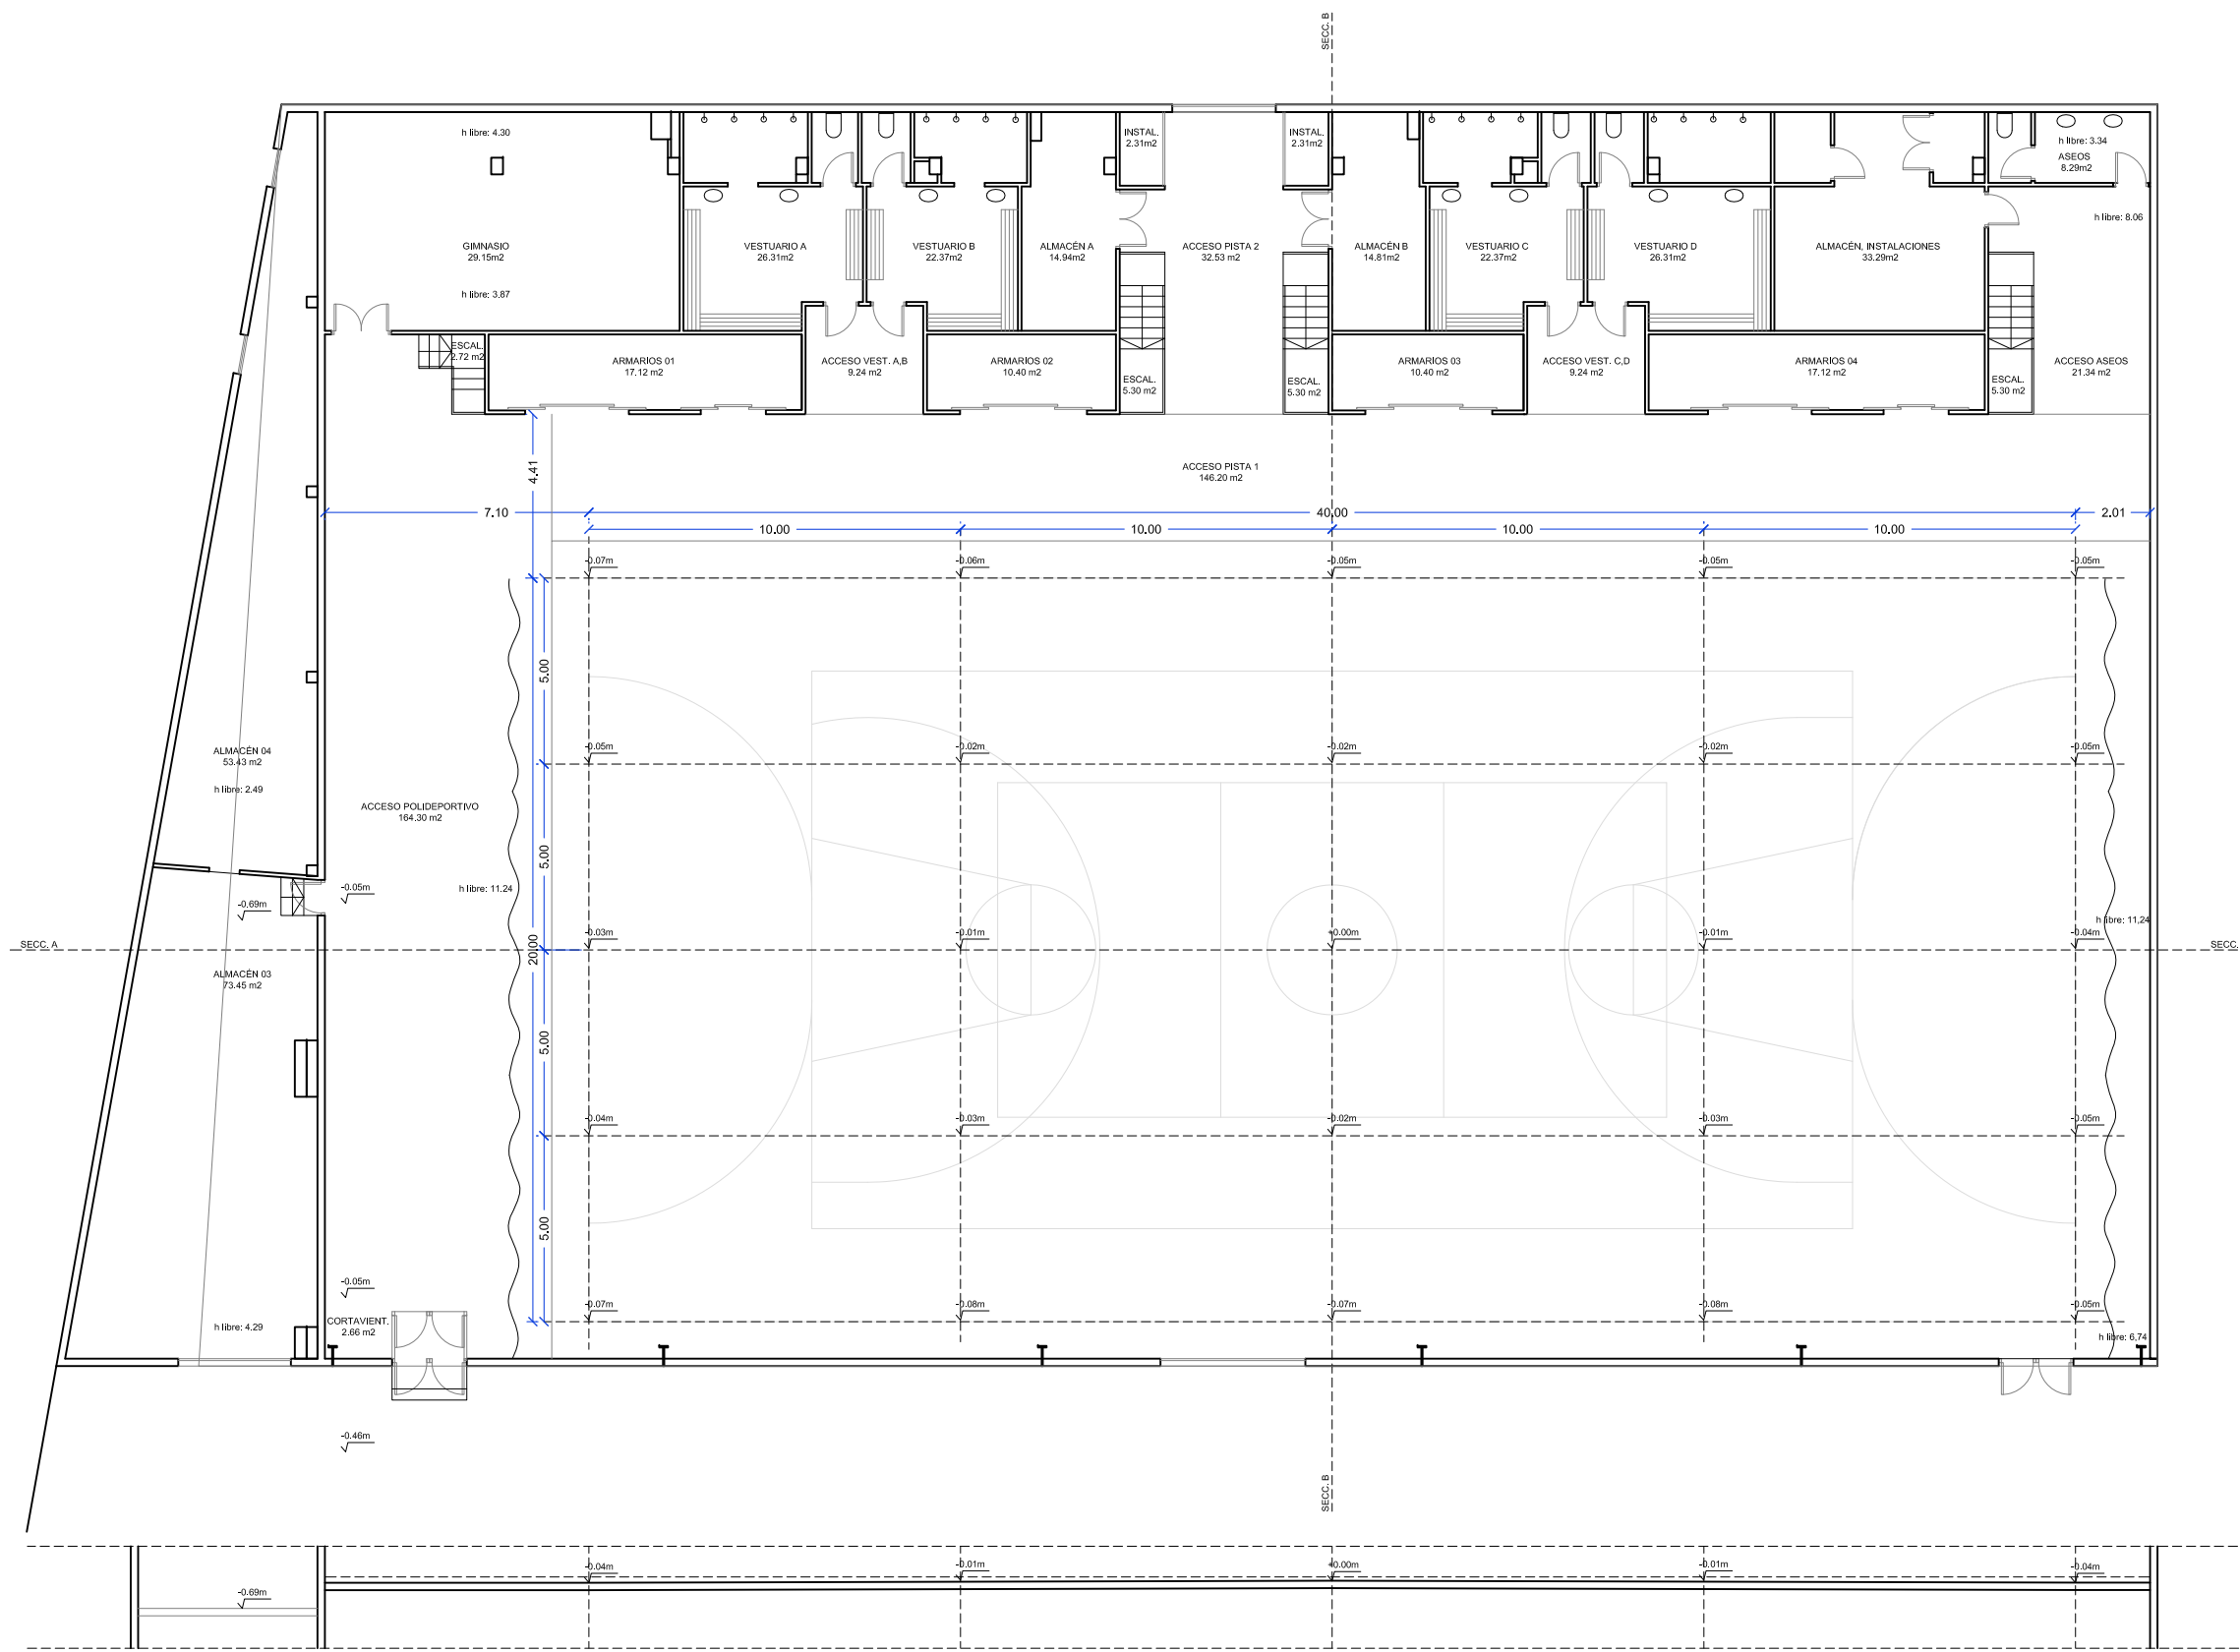 SECC. B
h libre: 4.30
INSTAL.
2.31m2
INSTAL.
2.31m2
h libre: 3.34
ASEOS
8.29m2
h libre: 8.06
GIMNASIO
29.15m2
VESTUARIO A
26.31m2
VESTUARIO B
22.37m2
ALMACÉN A
14.94m2
ACCESO PISTA 2
32.53 m2
ALMACÉN B
14.81m2
VESTUARIO C
22.37m2
VESTUARIO D
26.31m2
ALMACÉN, INSTALACIONES
33.29m2
h libre: 3.87
ESCAL.
2.72 m2
ARMARIOS 01
17.12 m2
ACCESO VEST. A,B
9.24 m2
ARMARIOS 02
10.40 m2
ESCAL.
5.30 m2
ESCAL.
5.30 m2
ARMARIOS 03
10.40 m2
ACCESO VEST. C,D
9.24 m2
ARMARIOS 04
17.12 m2
ESCAL.
5.30 m2
ACCESO ASEOS
21.34 m2
4.41
ACCESO PISTA 1
146.20 m2
7.10
40.00
2.01
10.00
10.00
10.00
10.00
-0.07m
-0.06m
-0.05m
-0.05m
-0.05m
5.00
-0.05m
-0.02m
-0.02m
-0.02m
-0.05m
ALMACÉN 04
53.43 m2
h libre: 2.49
ACCESO POLIDEPORTIVO
164.30 m2
5.00
-0.05m
h libre: 11.24
-0.69m
h libre: 11,24
SECC. A
20.00
-0.03m
-0.01m
+0.00m
-0.01m
-0.04m
SECC.
ALMACÉN 03
73.45 m2
5.00
-0.04m
-0.03m
-0.02m
-0.03m
-0.05m
5.00
-0.05m
-0.07m
-0.08m
-0.07m
-0.08m
-0.05m
CORTAVIENT.
2.66 m2
h libre: 4.29
h libre: 6,74
-0.46m
SECC. B
-0.04m
-0.01m
+0.00m
-0.01m
-0.04m
-0.69m